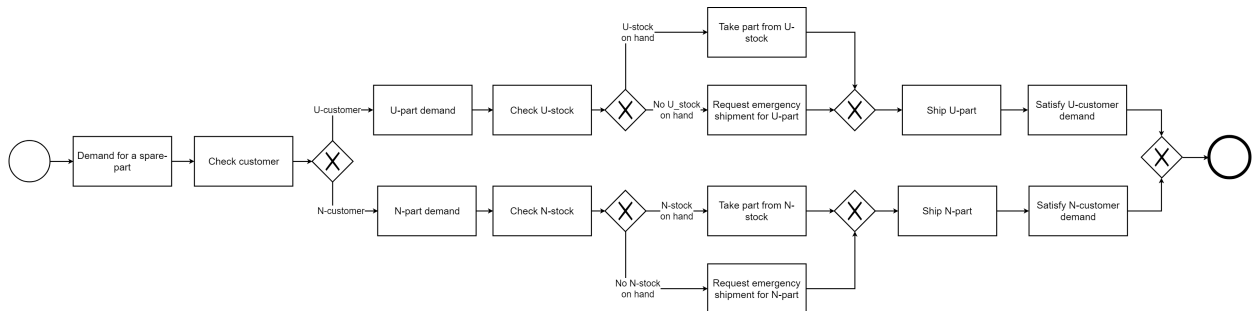 Demand for a spare-
part
Check customer
U-customer
U-part demand
Check U-stock
U-stock
on hand
Take part from U-
stock
No U_stock
on hand
Request emergency
shipment for U-part
Ship U-part
Satisfy U-customer
demand
N-customer
N-part demand
Check N-stock
N-stock
on hand
Take part from N-
stock
No N-stock
on hand
Request emergency
shipment for N-part
Ship N-part
Satisfy N-customer
demand